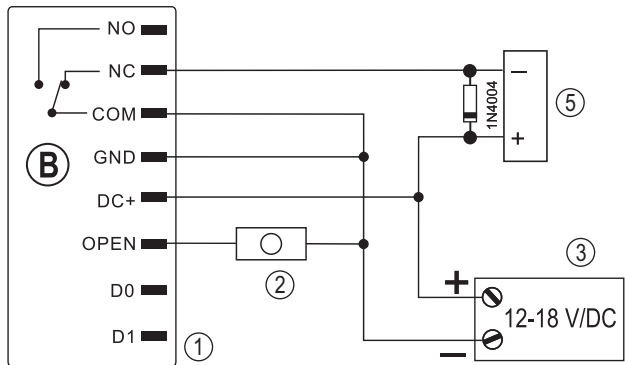 NO
NC
COM
GND
DC+
OPEN
D0
D1
B
1
2
1N4004
−
+
5
3
+
12-18 V/DC
−